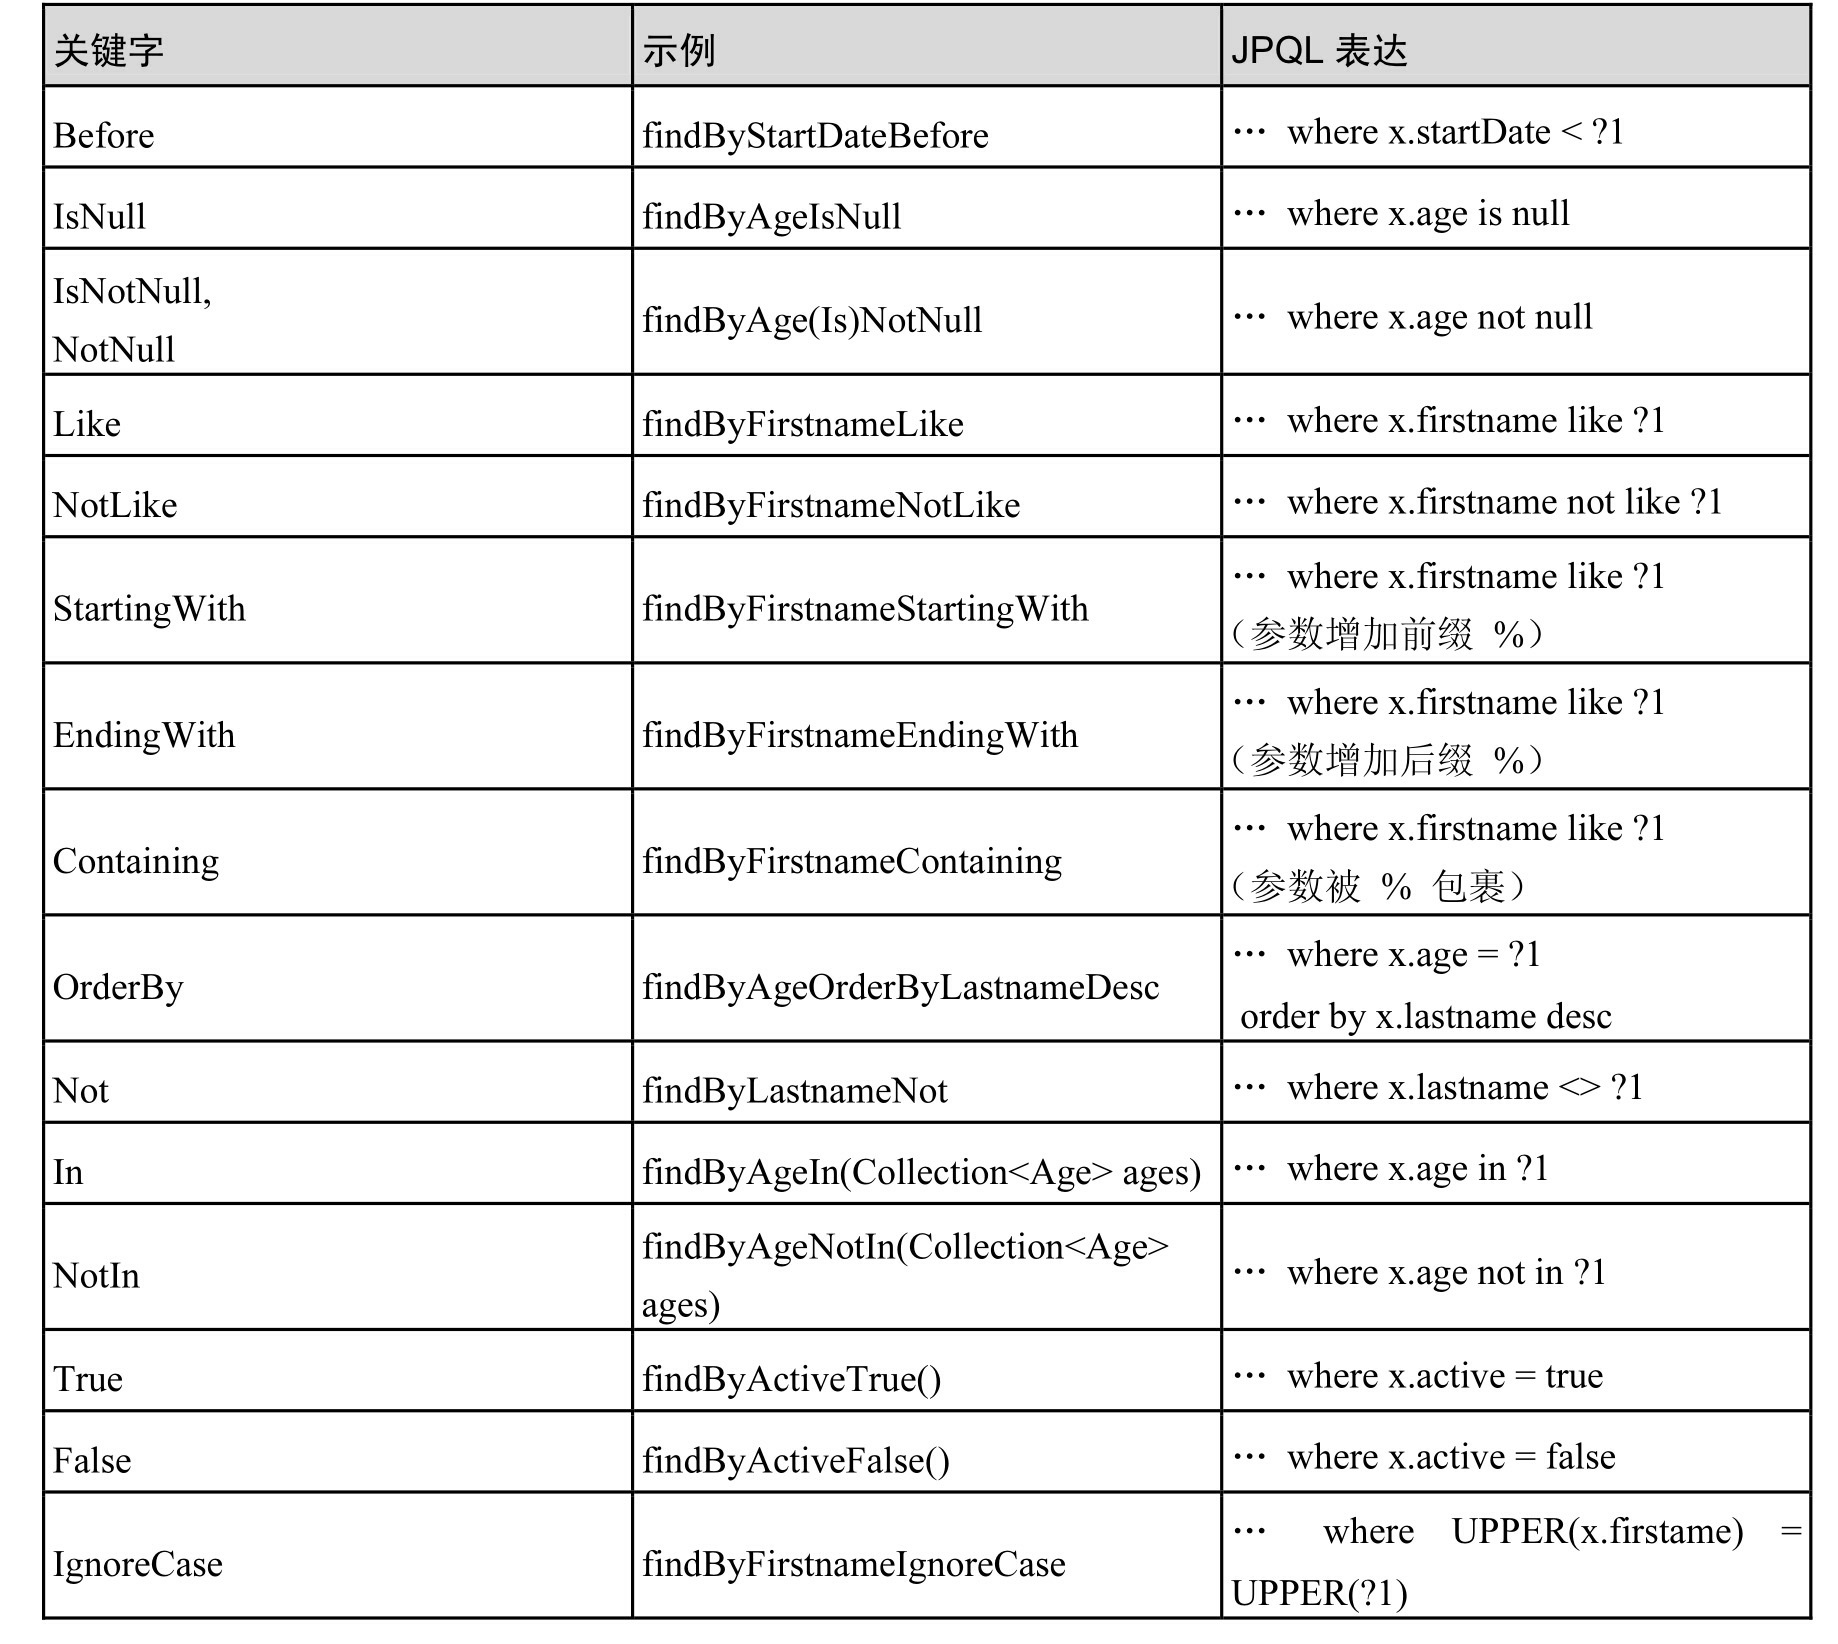 关键字 示例 JPQL 表达
Before findByStartDateBefore … where x.startDate < ?1
IsNull findByAgeIsNull … where x.age is null
IsNotNull,
NotNull findByAge(Is)NotNull … where x.age not null
Like findByFirstnameLike … where x.firstname like ?1
NotLike findByFirstnameNotLike … where x.firstname not like ?1
StartingWith findByFirstnameStartingWith … where x.firstname like ?1
（参数增加前缀 %）
EndingWith findByFirstnameEndingWith … where x.firstname like ?1
（参数增加后缀 %）
Containing findByFirstnameContaining … where x.firstname like ?1
（参数被 % 包裹）
OrderBy findByAgeOrderByLastnameDesc … where x.age = ?1
order by x.lastname desc
Not findByLastnameNot … where x.lastname <> ?1
In findByAgeIn(Collection<Age> ages) … where x.age in ?1
NotIn findByAgeNotIn(Collection<Age>
ages) … where x.age not in ?1
True findByActiveTrue() … where x.active = true
False findByActiveFalse() … where x.active = false
IgnoreCase findByFirstnameIgnoreCase … where UPPER(x.firstame) =
UPPER(?1)